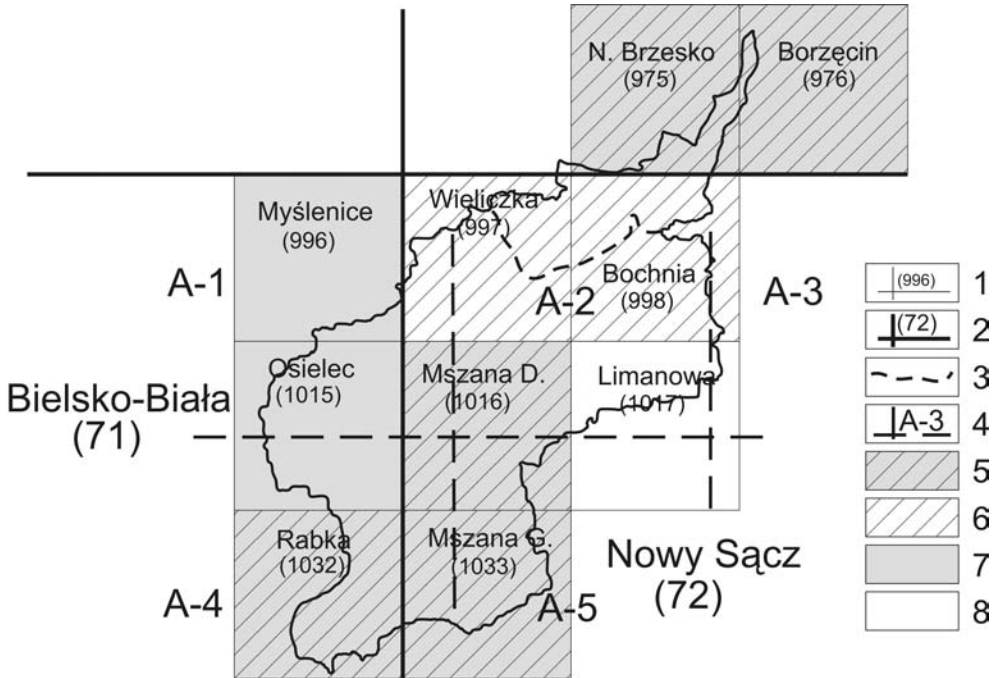 N. Brzesko
(975)
Borzęcin
(976)
Myślenice
(996)
Wieliczka
(997)
Bochnia
(998)
A-1
A-2
A-3
Osielec
(1015)
Mszana D.
(1016)
Limanowa
(1017)
Bielsko-Biała
(71)
Rabka
(1032)
Mszana G.
(1033)
Nowy Sącz
(72)
A-4
A-5
(996) 1
(72) 2
3
A-3 4
5
6
7
8